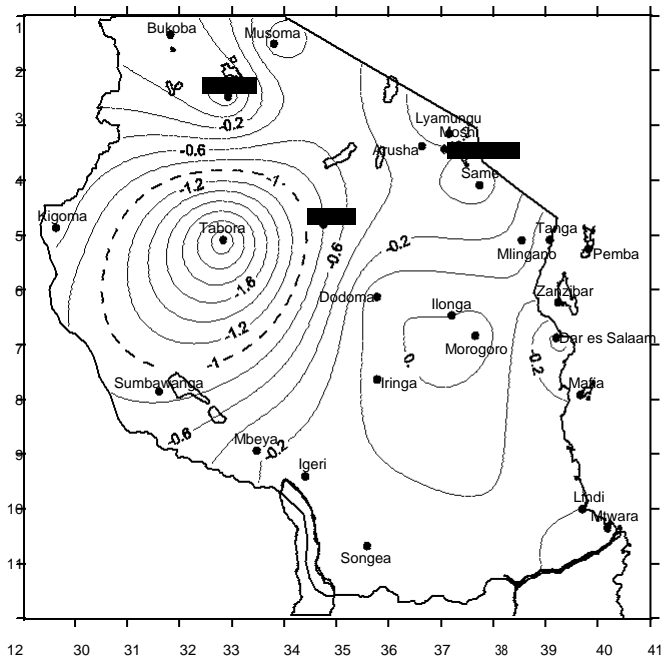 1
Bukoba
Musoma
2
-0.2
3
Lyamungu
Moshi
-0.6
Arusha
Same
4
-1.2
-1
Kigoma
Tabora
Tanga
5
-0.2
Mlingano
Pemba
-0.6
Dodoma
Zanzibar
6
-1.6
Ilonga
-1.2
Dar es Salaam
7
Morogoro
-0.2
-1
-0.
Sumbawanga
Iringa
Mafia
8
-0.6
Mbeya
-0.2
9
Igeri
10
Lindi
Mtwara
Songea
11
12 30 31 32 33 34 35 36 37 38 39 40 41